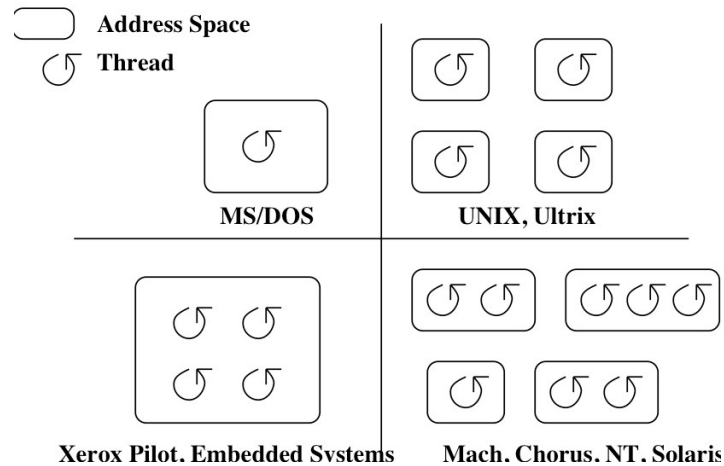 Address Space
Thread
MS/DOS
UNIX, Ultrix
Xerox Pilot, Embedded Systems
Mach, Chorus, NT, Solaris